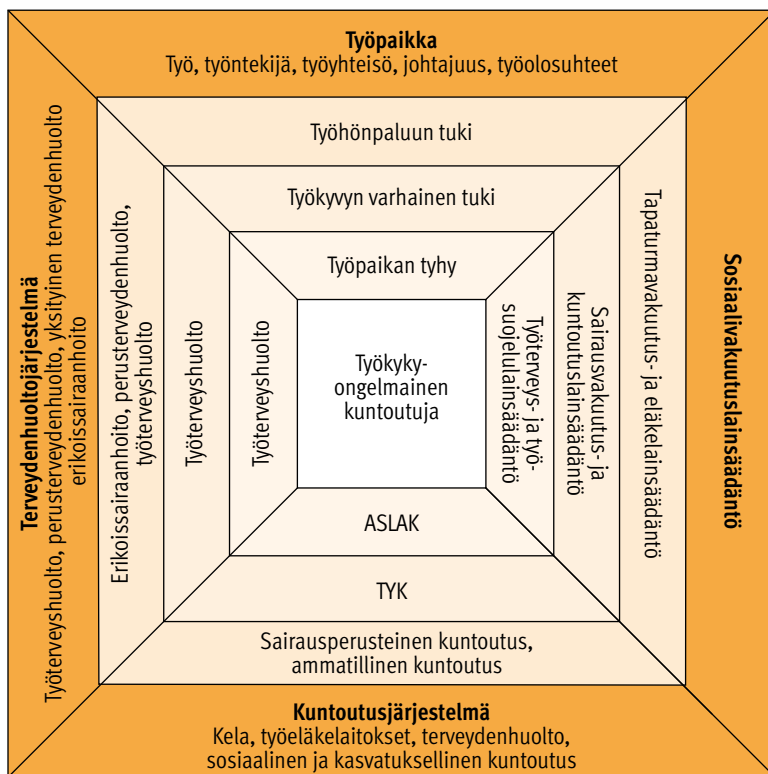 Työpaikka
Työ, työntekijä, työyhteisö, johtajuus, työolosuhteet
Työhönpaluun tuki
Työkyvyn varhainen tuki
Työpaikan tyhy
Terveydenhuoltojärjestelmä
Työterveyshuolto, perusterveydenhuolto, yksityinen terveydenhuolto
erikoissairaanhoito
Erikoissairaanhoito, perusterveydenhuolto,
työterveyshuolto
Työterveyshuolto
Työterveyshuolto
Työkyky-
ongelmainen
kuntoutuja
Työterveys- ja työ-
suojelulainsäädäntö
Sairausvakuutus- ja
kuntoutuslainsäädäntö
Tapaturmavakuutus- ja eläkelainsäädäntö
Sosiaalivakuutuslainsäädäntö
ASLAK
TYK
Sairausperusteinen kuntoutus,
ammatillinen kuntoutus
Kuntoutusjärjestelmä
Kela, työeläkelaitokset, terveydenhuolto,
sosiaalinen ja kasvatuksellinen kuntoutus